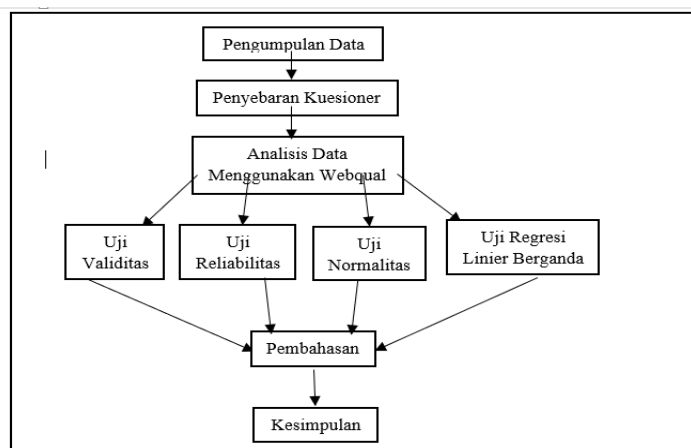 Pengumpulan Data
Penyebaran Kuesioner
Analisis Data
Menggunakan Webqual
Uji
Validitas
Uji
Reliabilitas
Uji
Normalitas
Uji Regresi
Linier Berganda
Pembahasan
Kesimpulan